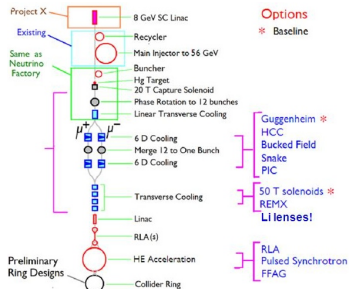 Project X
8 GeV SC Linac
Options
* Baseline
Existing
Recycler
Main Injector to 56 GeV
Same as
Neutrino
Factory
Buncher
Hg Target
20 T Capture Solenoid
Phase Rotation to 12 bunches
Linear Transverse Cooling
μ+ μ−
6 D Cooling
Merge 12 to One Bunch
6 D Cooling
Guggenheim *
HCC
Bucked Field
Snake
PIC
Transverse Cooling
50 T solenoids *
REMX
Li lenses!
Linac
RLA(s)
HE Acceleration
RLA
Pulsed Synchrotron
FFAG
Preliminary
Ring Designs
Collider Ring